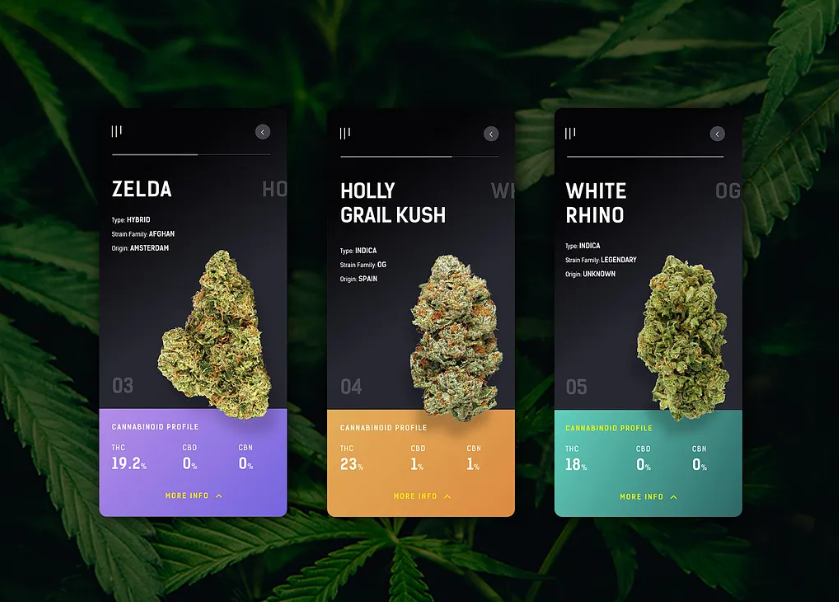 ZELDA
HO
Type: HYBRID
Strain Family: AFGHAN
Origin: AMSTERDAM
03
CANNABINOID PROFILE
THC CBD CBN
19.2% 0% 0%
MORE INFO
HOLLY
GRAIL KUSH
WH
Type: INDICA
Strain Family: OG
Origin: SPAIN
04
CANNABINOID PROFILE
THC CBD CBN
23% 1% 1%
MORE INFO
WHITE
RHINO
OG
Type: INDICA
Strain Family: LEGENDARY
Origin: UNKNOWN
05
CANNABINOID PROFILE
THC CBD CBN
18% 0% 0%
MORE INFO